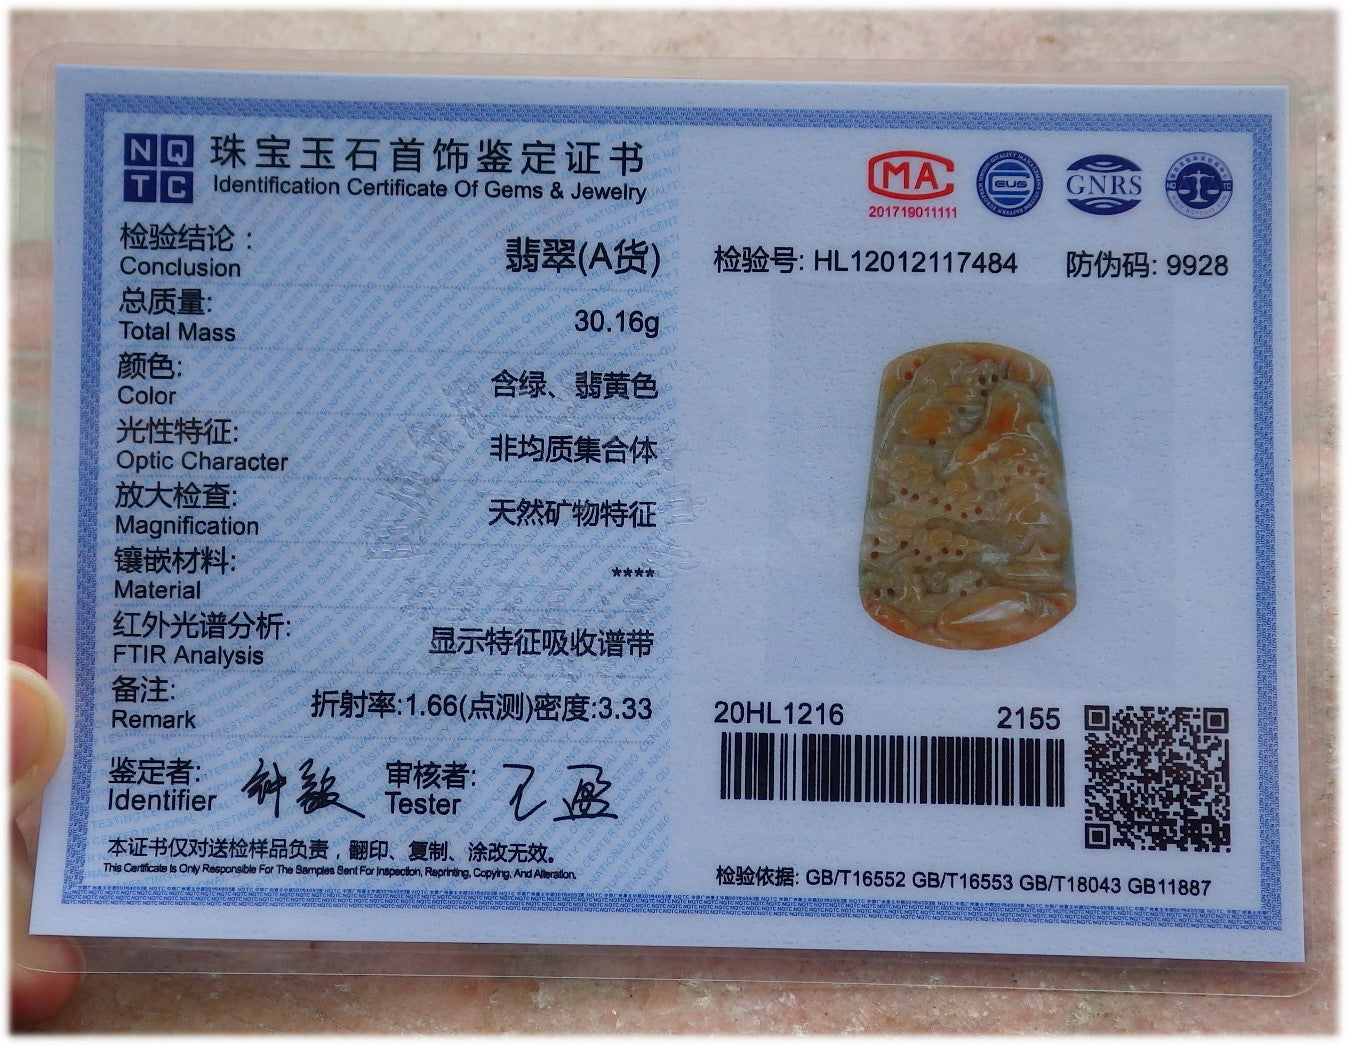 NQTC
珠宝玉石首饰鉴定证书
Identification Certificate Of Gems & Jewelry
检验结论：
Conclusion
翡翠(A货)
总质量:
Total Mass
30.16g
颜色:
Color
含绿、翡黄色
光性特征:
Optic Character
非均质集合体
放大检查:
Magnification
天然矿物特征
镶嵌材料:
Material
****
红外光谱分析:
FTIR Analysis
显示特征吸收谱带
备注:
Remark
折射率:1.66(点测)密度:3.33
鉴定者:
Identifier
审核者:
Tester
本证书仅对送检样品负责，翻印、复制、涂改无效。
This Certificate is Only Responsible For The Samples Sent For Inspection, Reprinting, Copying, And Alteration.
MA
201719011111
EQS
GNRS
检验号: HL12012117484
防伪码: 9928
20HL1216
2155
检验依据: GB/T16552 GB/T16553 GB/T18043 GB11887